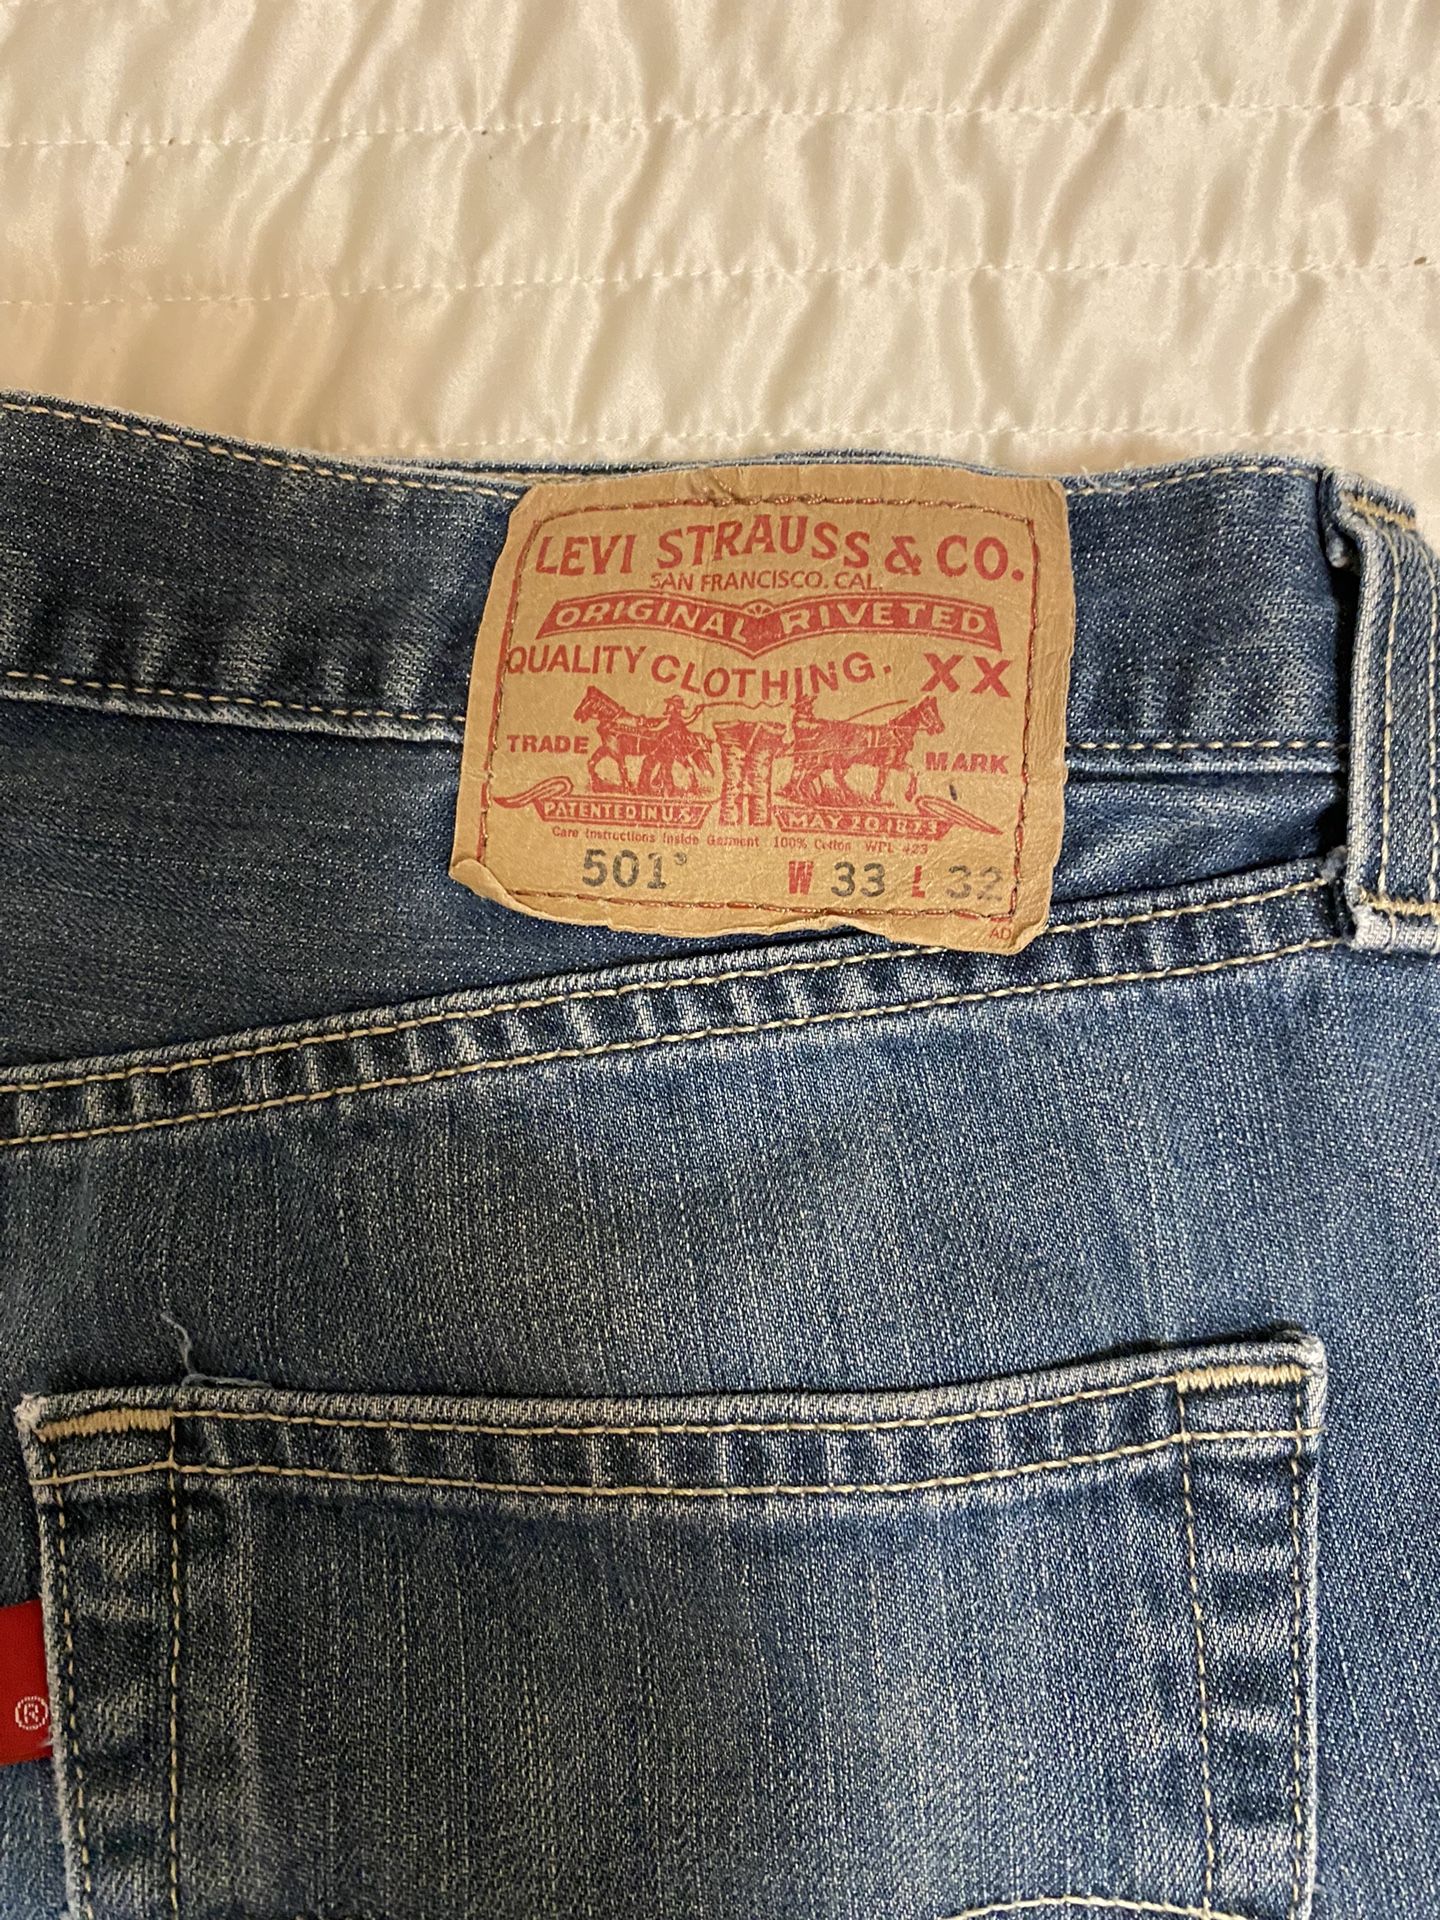 LEVI STRAUSS & CO.
SAN FRANCISCO. CAL.
ORIGINAL RIVETED
QUALITY CLOTHING. XX
TRADE MARK
PATENTED IN U.S. MAY 20 1873
Care Instructions Inside Garment 100% Cotton WPL 423
501® W 33 L 32
AD
®